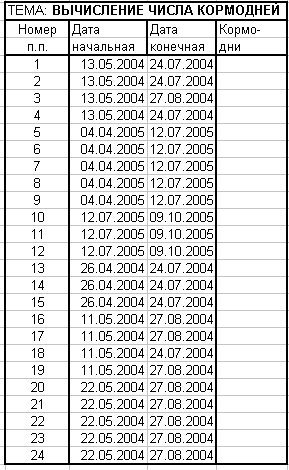 ТЕМА: ВЫЧИСЛЕНИЕ ЧИСЛА КОРМОДНЕЙ
Номер Дата Дата Кормо-
п.п. начальная конечная дни
1 13.05.2004 24.07.2004
2 13.05.2004 24.07.2004
3 13.05.2004 27.08.2004
4 13.05.2004 24.07.2004
5 04.04.2005 12.07.2005
6 04.04.2005 12.07.2005
7 04.04.2005 12.07.2005
8 04.04.2005 12.07.2005
9 04.04.2005 12.07.2005
10 12.07.2005 09.10.2005
11 12.07.2005 09.10.2005
12 12.07.2005 09.10.2005
13 26.04.2004 24.07.2004
14 26.04.2004 24.07.2004
15 26.04.2004 24.07.2004
16 11.05.2004 27.08.2004
17 11.05.2004 27.08.2004
18 11.05.2004 24.07.2004
19 11.05.2004 27.08.2004
20 22.05.2004 27.08.2004
21 22.05.2004 27.08.2004
22 22.05.2004 27.08.2004
23 22.05.2004 27.08.2004
24 22.05.2004 27.08.2004